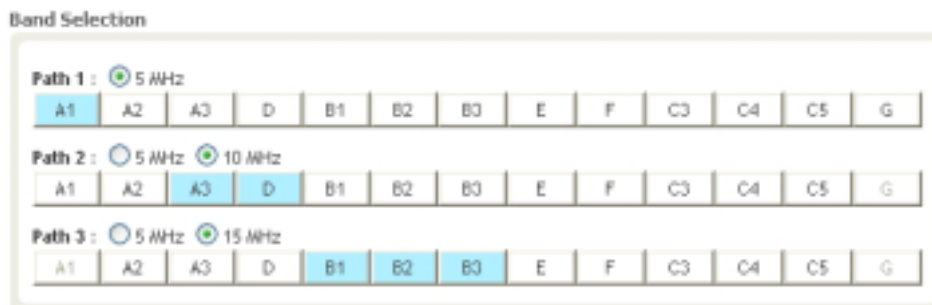 Band Selection
Path 1 : 5 MHz
A1 A2 A3 D B1 B2 B3 E F C3 C4 C5 G
Path 2 : 5 MHz 10 MHz
A1 A2 A3 D B1 B2 B3 E F C3 C4 C5 G
Path 3 : 5 MHz 15 MHz
A1 A2 A3 D B1 B2 B3 E F C3 C4 C5 G